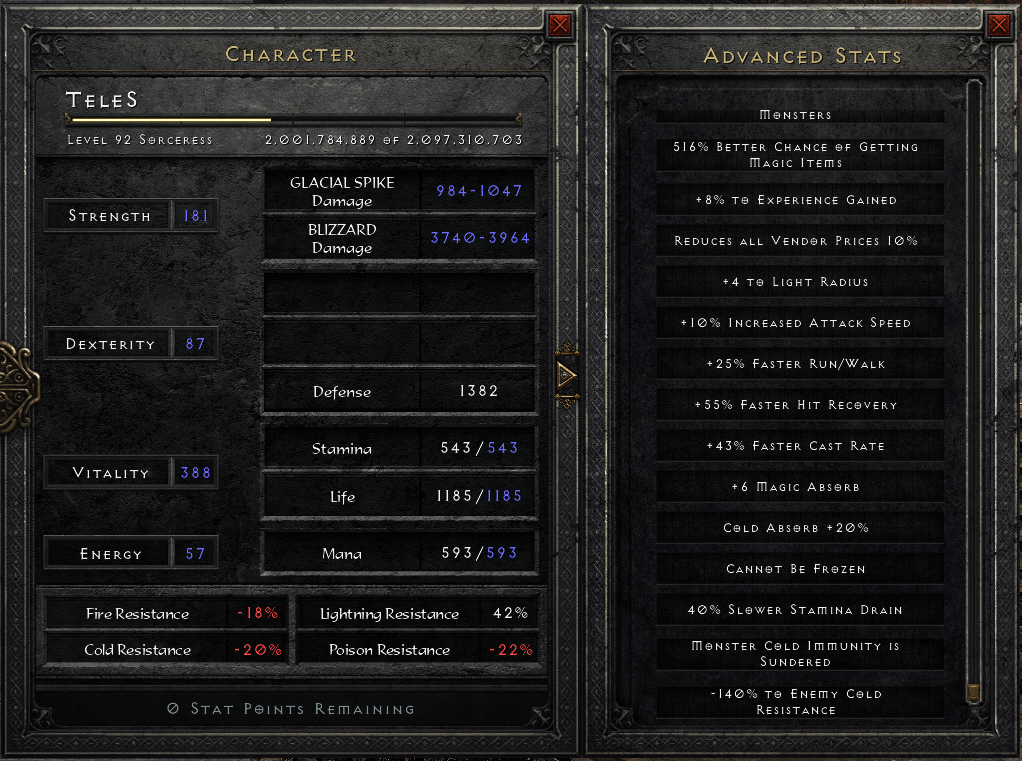 Character
TeleS
Level 92 Sorceress 2,001,784,889 of 2,097,310,703
Strength 181
GLACIAL SPIKE
Damage
984-1047
BLIZZARD
Damage
3740-3964
Dexterity 87
Defense 1382
Vitality 388
Stamina 543/543
Life 1185/1185
Energy 57
Mana 593/593
Fire Resistance -18% Lightning Resistance 42%
Cold Resistance -20% Poison Resistance -22%
0 Stat Points Remaining
Advanced Stats
Monsters
516% Better Chance of Getting
Magic Items
+8% to Experience Gained
Reduces all Vendor Prices 10%
+4 to Light Radius
+10% Increased Attack Speed
+25% Faster Run/Walk
+55% Faster Hit Recovery
+43% Faster Cast Rate
+6 Magic Absorb
Cold Absorb +20%
Cannot Be Frozen
40% Slower Stamina Drain
Monster Cold Immunity is
Sundered
-140% to Enemy Cold
Resistance